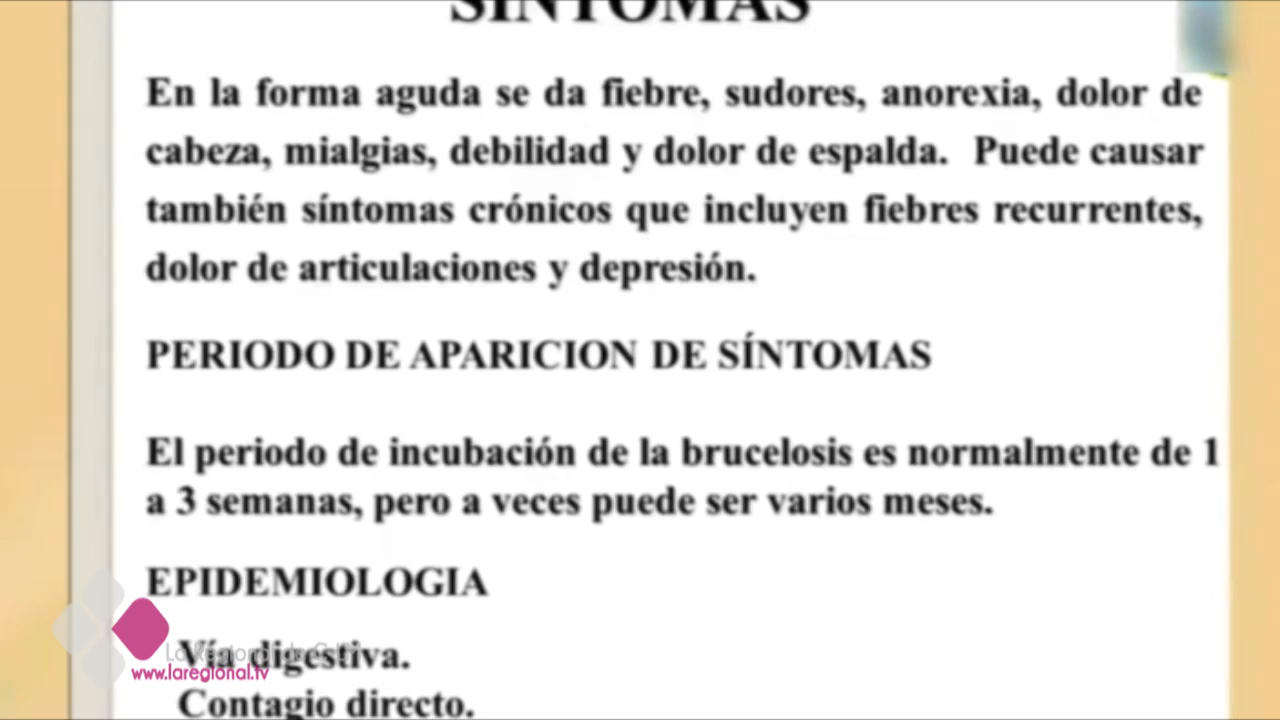 SÍNTOMAS
En la forma aguda se da fiebre, sudores, anorexia, dolor de
cabeza, mialgias, debilidad y dolor de espalda. Puede causar
también síntomas crónicos que incluyen fiebres recurrentes,
dolor de articulaciones y depresión.
PERIODO DE APARICION DE SÍNTOMAS
El periodo de incubación de la brucelosis es normalmente de 1
a 3 semanas, pero a veces puede ser varios meses.
EPIDEMIOLOGIA
Vía digestiva.
www.laregional.tv
Contagio directo.